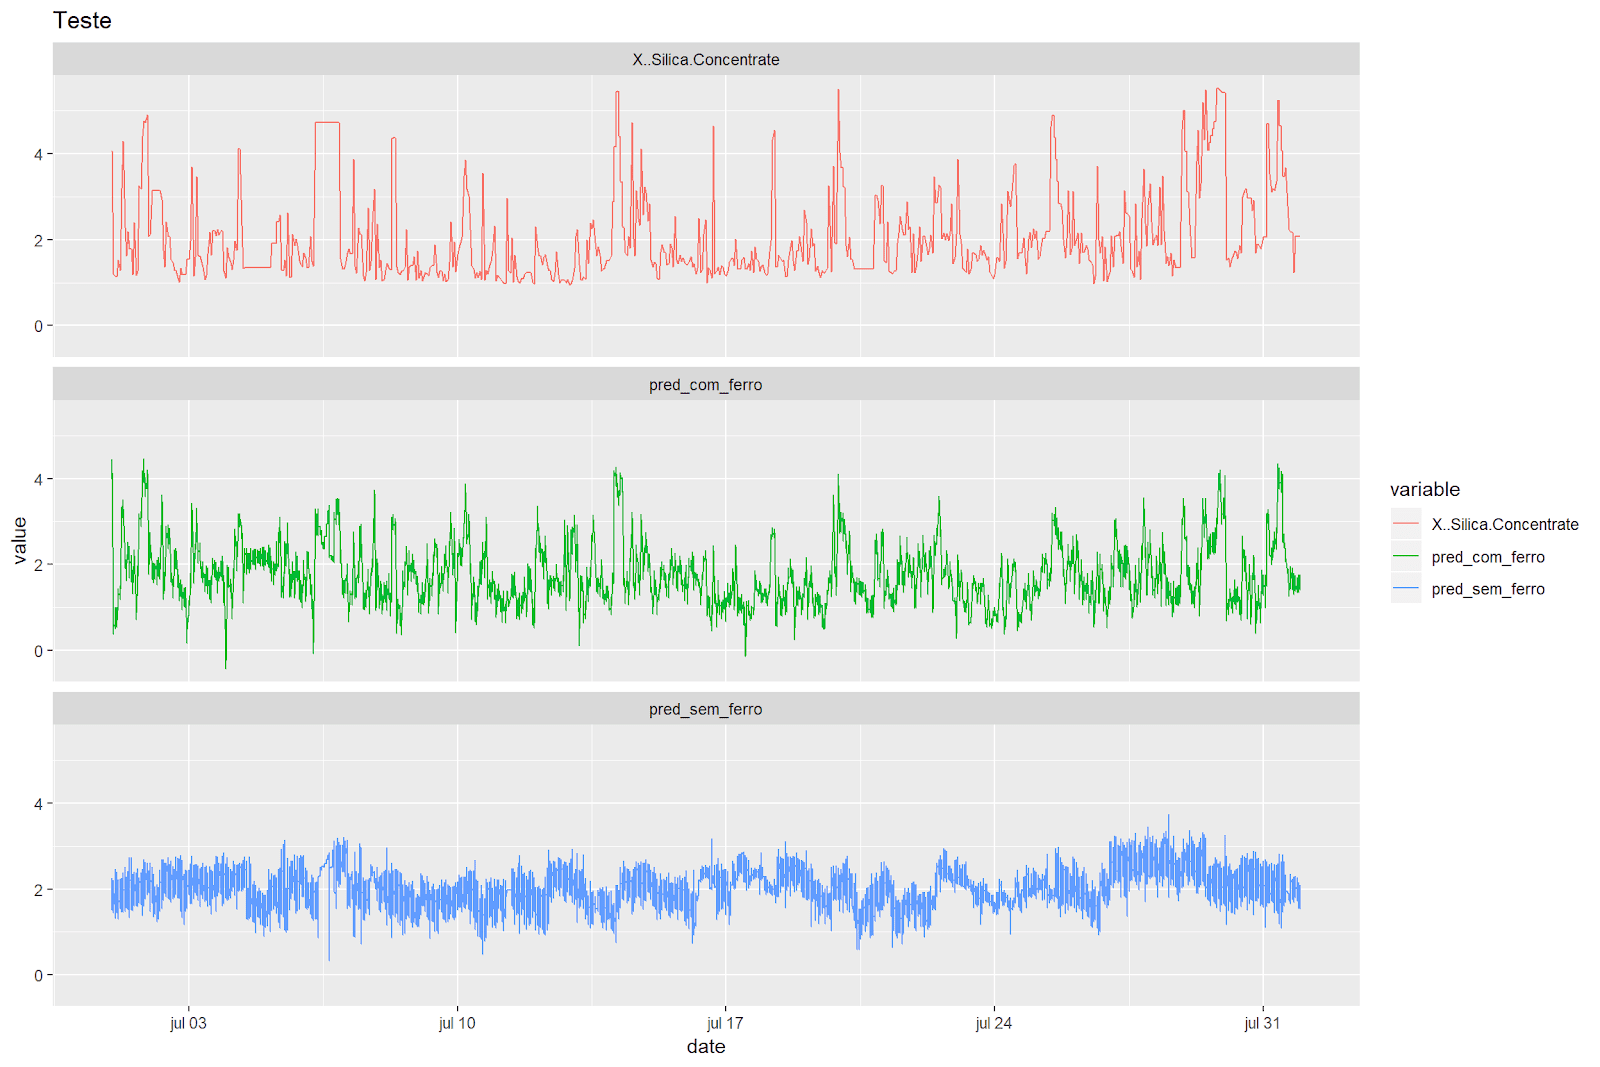 Teste
X..Silica.Concentrate
4
2
0
pred_com_ferro
4
2
0
pred_sem_ferro
4
2
0
value
jul 03
jul 10
jul 17
jul 24
jul 31
date
variable
X..Silica.Concentrate
pred_com_ferro
pred_sem_ferro